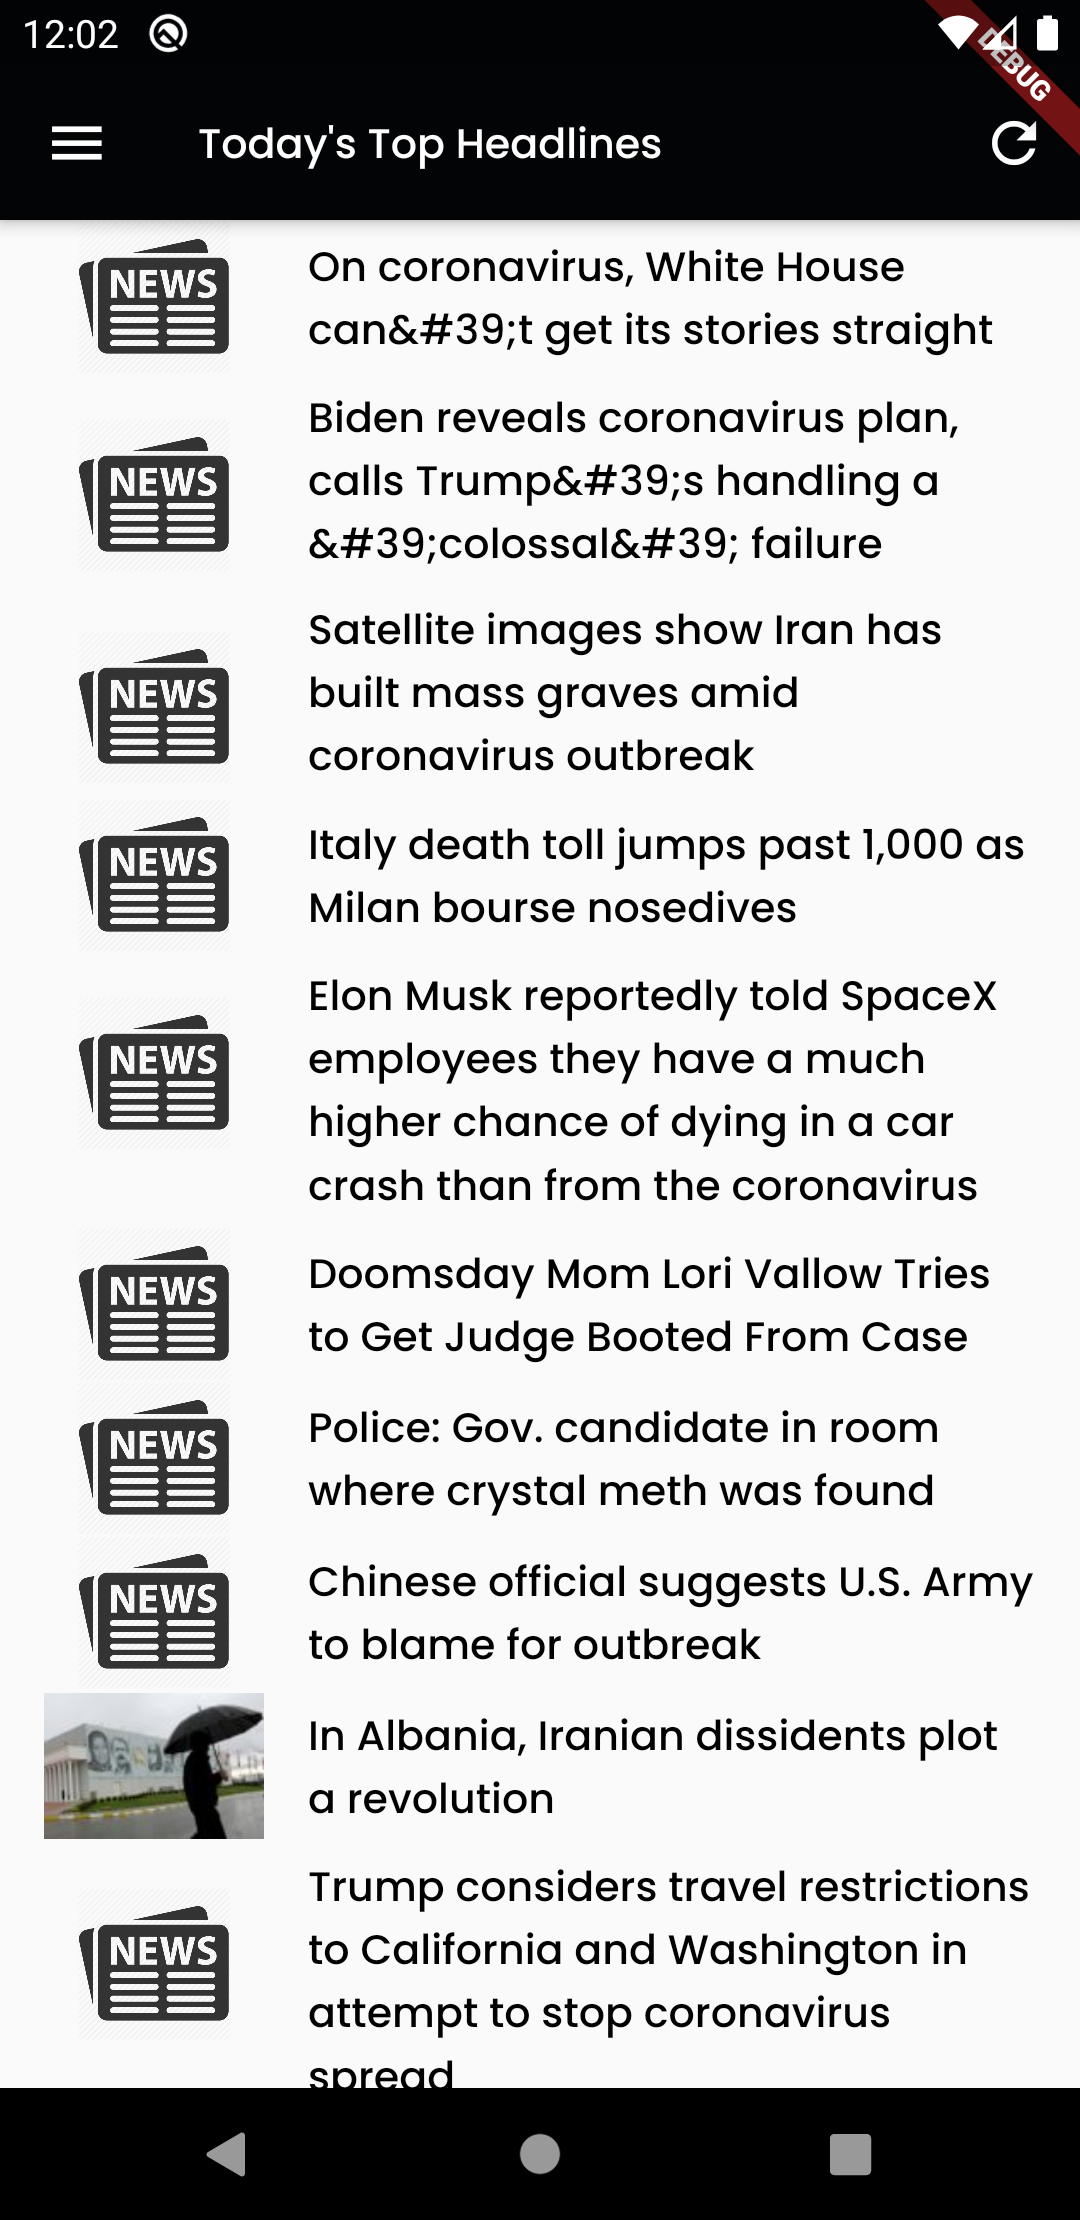 12:02
DEBUG
Today's Top Headlines
NEWS
On coronavirus, White House
can&#39;t get its stories straight
NEWS
Biden reveals coronavirus plan,
calls Trump&#39;s handling a
&#39;colossal&#39; failure
NEWS
Satellite images show Iran has
built mass graves amid
coronavirus outbreak
NEWS
Italy death toll jumps past 1,000 as
Milan bourse nosedives
NEWS
Elon Musk reportedly told SpaceX
employees they have a much
higher chance of dying in a car
crash than from the coronavirus
NEWS
Doomsday Mom Lori Vallow Tries
to Get Judge Booted From Case
NEWS
Police: Gov. candidate in room
where crystal meth was found
NEWS
Chinese official suggests U.S. Army
to blame for outbreak
In Albania, Iranian dissidents plot
a revolution
NEWS
Trump considers travel restrictions
to California and Washington in
attempt to stop coronavirus
spread